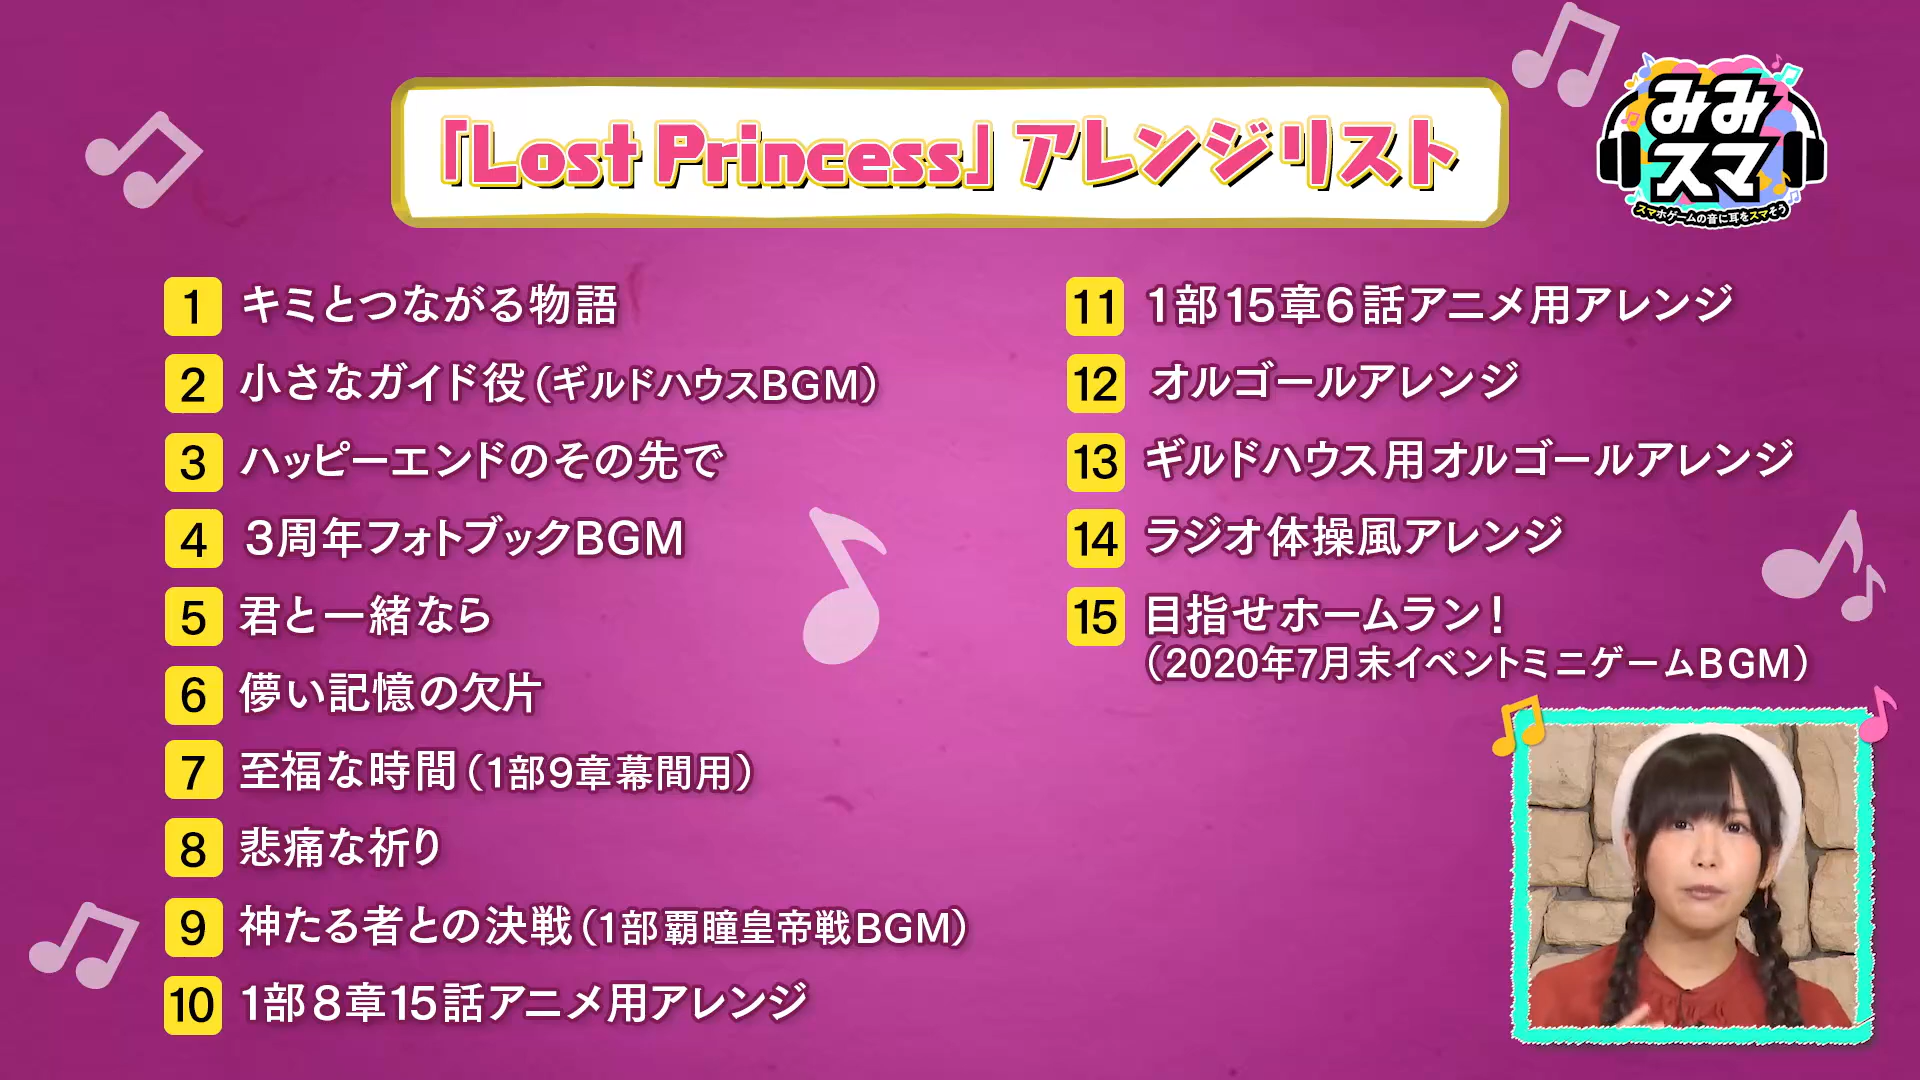 「Lost Princess」アレンジリスト
みみ
スマ
スマホゲームの音に耳をスマそう
1 キミとつながる物語
2 小さなガイド役(ギルドハウスBGM)
3 ハッピーエンドのその先で
4 3周年フォトブックBGM
5 君と一緒なら
6 儚い記憶の欠片
7 至福な時間(1部9章幕間用)
8 悲痛な祈り
9 神たる者との決戦(1部覇瞳皇帝戦BGM)
10 1部8章15話アニメ用アレンジ
11 1部15章6話アニメ用アレンジ
12 オルゴールアレンジ
13 ギルドハウス用オルゴールアレンジ
14 ラジオ体操風アレンジ
15 目指せホームラン!
(2020年7月末イベントミニゲームBGM)